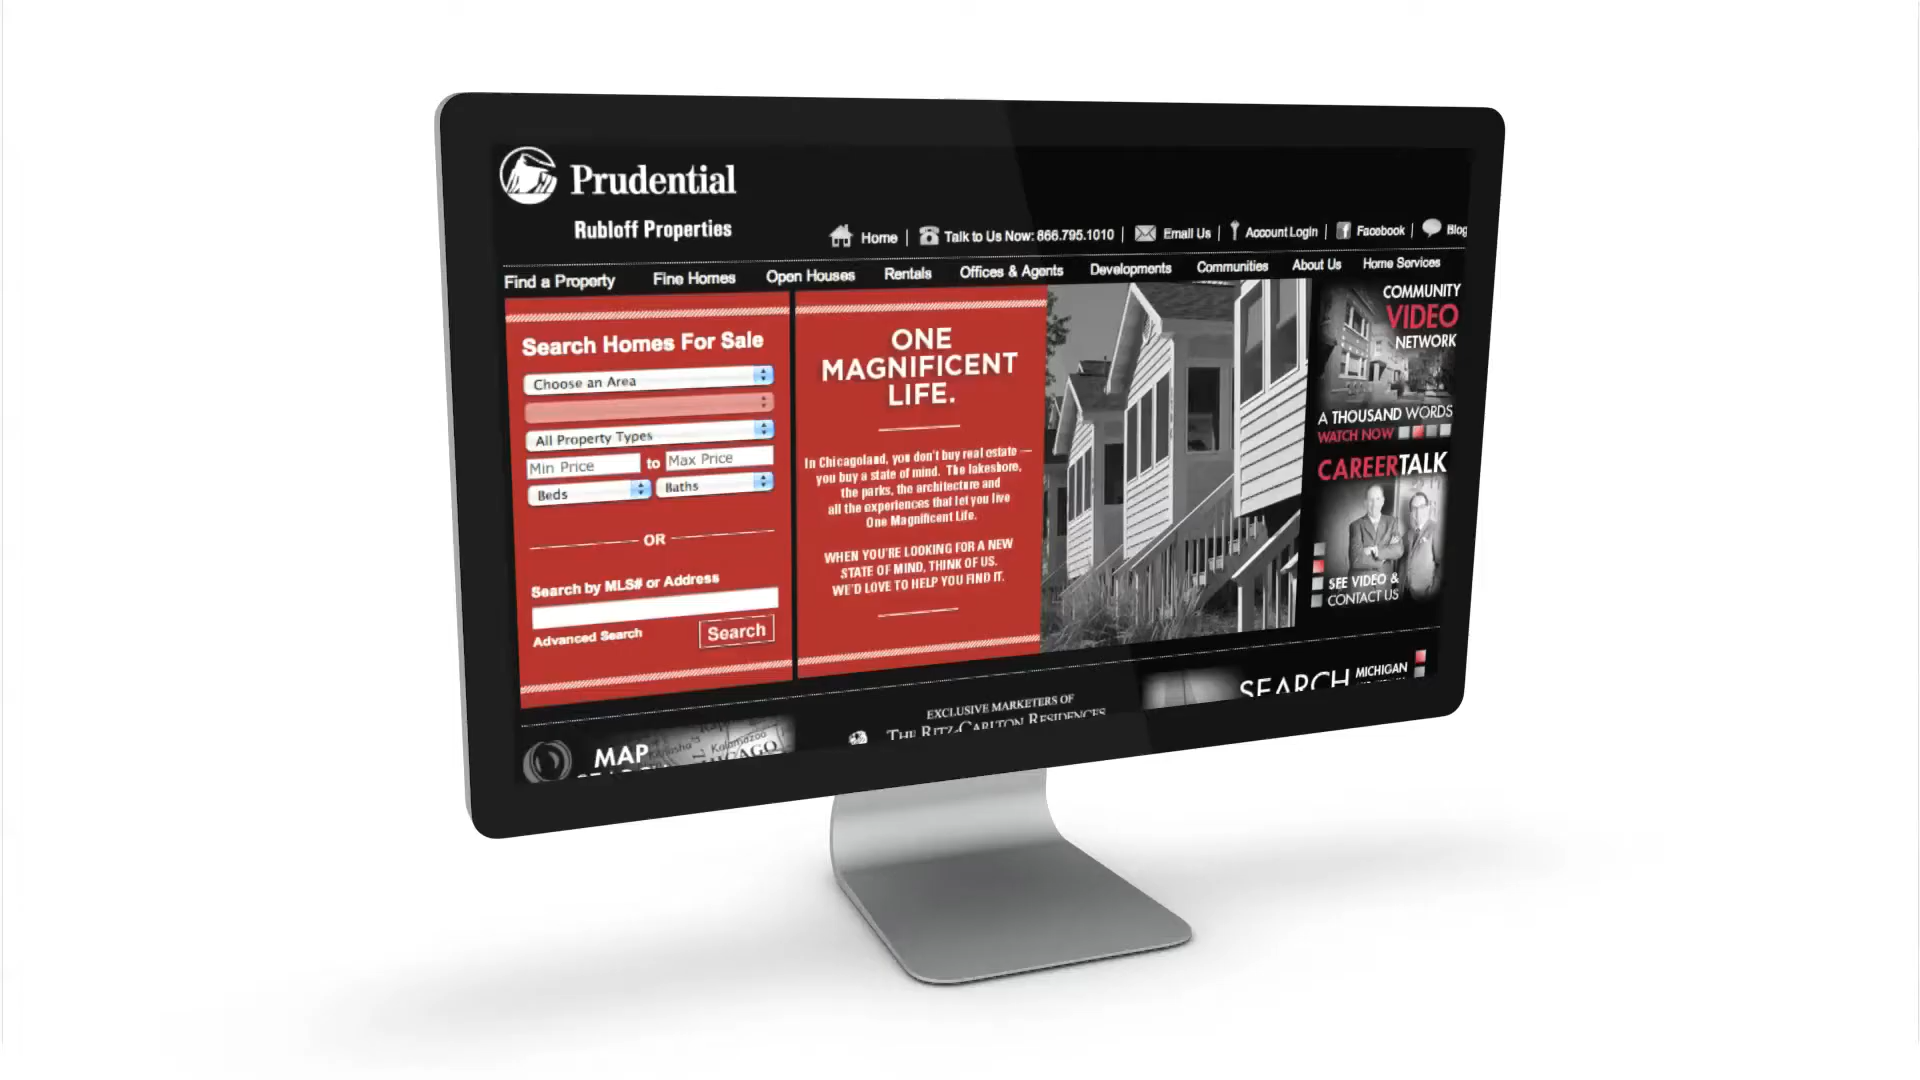 Prudential
Rubloff Properties
Home | Talk to Us Now: 866.795.1010 | Email Us | Account Login | Facebook | Blog
Find a Property Fine Homes Open Houses Rentals Offices & Agents Developments Communities About Us Home Services
Search Homes For Sale
Choose an Area
All Property Types
Min Price to Max Price
Beds Baths
OR
Search by MLS# or Address
Advanced Search Search
ONE
MAGNIFICENT
LIFE.
In Chicagoland, you don't buy real estate —
you buy a state of mind. The lakeshore,
the parks, the architecture and
all the experiences that let you live
One Magnificent Life.
WHEN YOU'RE LOOKING FOR A NEW
STATE OF MIND, THINK OF US.
WE'D LOVE TO HELP YOU FIND IT.
COMMUNITY
VIDEO
NETWORK
A THOUSAND WORDS
WATCH NOW
CAREERTALK
SEE VIDEO &
CONTACT US
MAP
Kalamazoo
EXCLUSIVE MARKETERS OF
THE RITZ-CARLTON RESIDENCES
SEARCH MICHIGAN